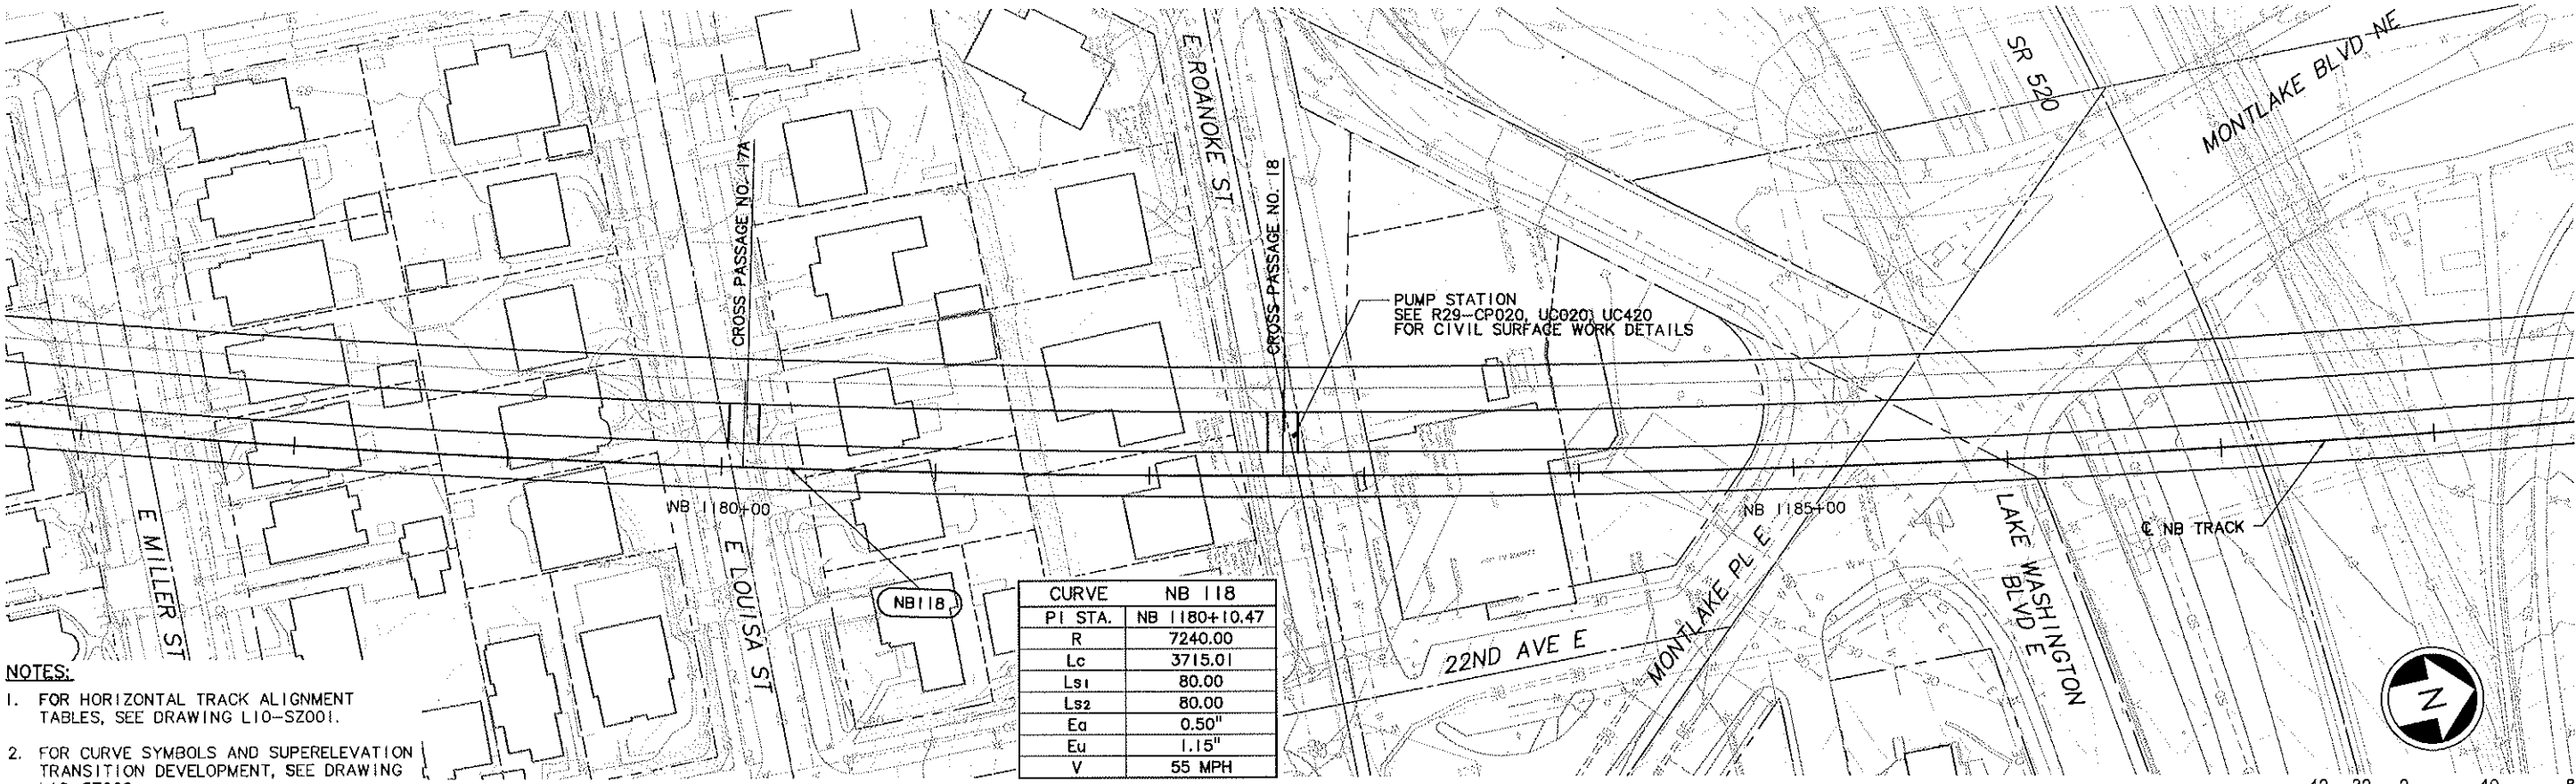 E ROANOKE ST
SR 520
MONTLAKE BLVD NE
CROSS PASSAGE NO. 17A
CROSS PASSAGE NO. 18
PUMP STATION
SEE R29-CP020, UC020, UC420
FOR CIVIL SURFACE WORK DETAILS
NB 1180+00
NB 1185+00
E MILLER ST
E LOUISA ST
NB118
LAKE WASHINGTON
BLVD E
℄ NB TRACK
MONTLAKE PL E
22ND AVE E
CURVE NB 118
PI STA. NB 1180+10.47
R 7240.00
Lc 3715.01
Ls1 80.00
Ls2 80.00
Ea 0.50"
Eu 1.15"
V 55 MPH
N
NOTES:
1. FOR HORIZONTAL TRACK ALIGNMENT
TABLES, SEE DRAWING L10-SZ001.
2. FOR CURVE SYMBOLS AND SUPERELEVATION
TRANSITION DEVELOPMENT, SEE DRAWING